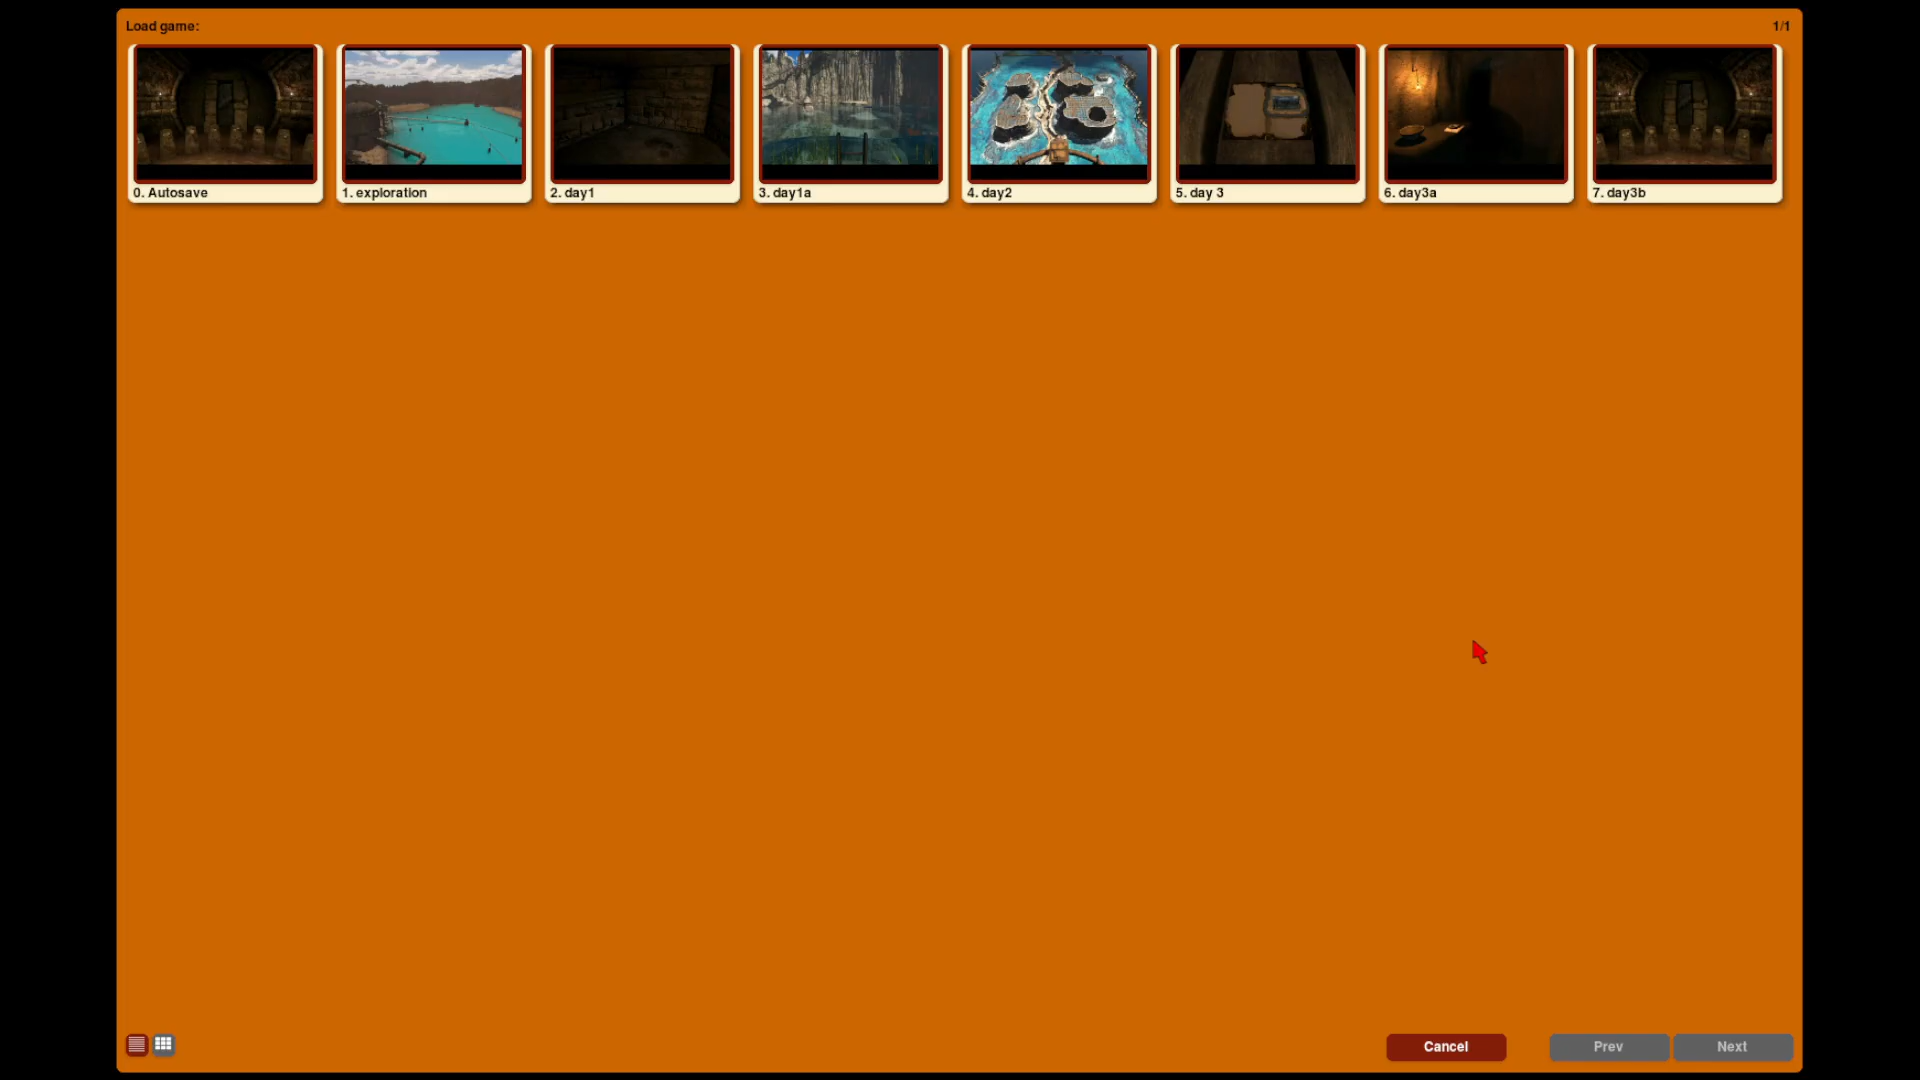 Load game:
1/1
0. Autosave
1. exploration
2. day1
3. day1a
4. day2
5. day 3
6. day3a
7. day3b
Cancel
Prev
Next